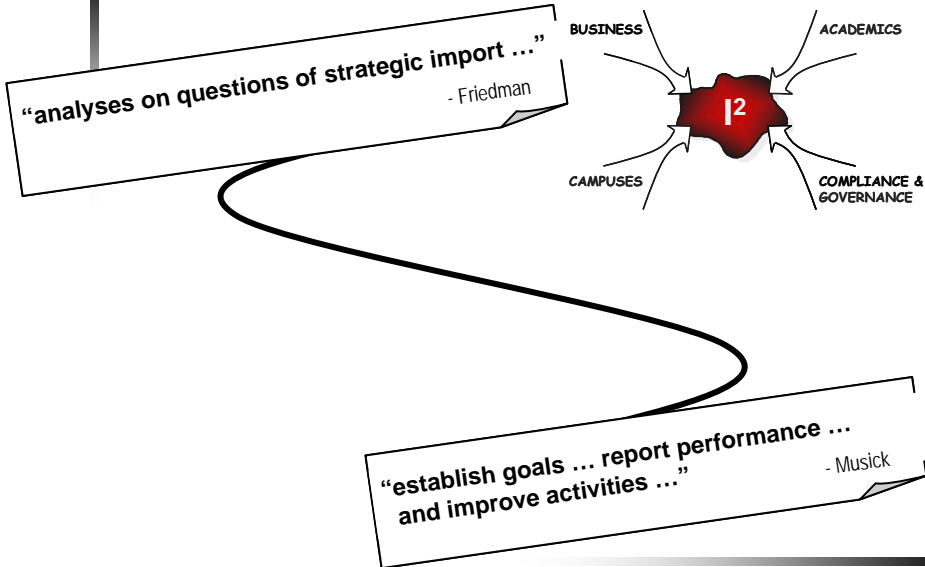 “analyses on questions of strategic import …”
- Friedman
BUSINESS
ACADEMICS
I²
CAMPUSES
COMPLIANCE &
GOVERNANCE
“establish goals … report performance …
and improve activities …”
- Musick